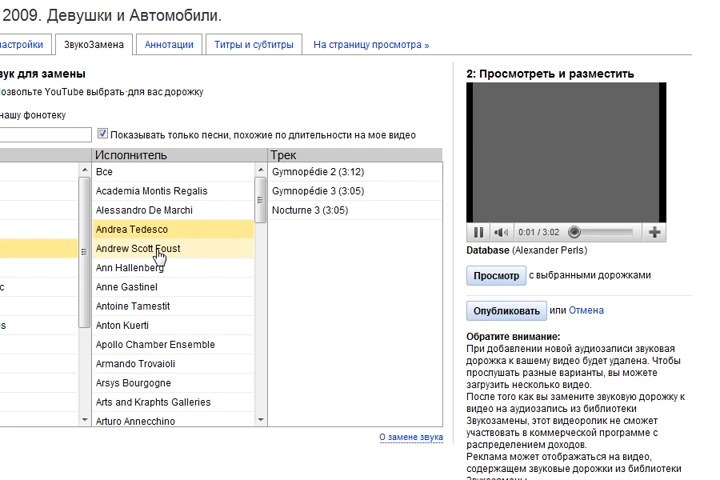 2009. Девушки и Автомобили.
астройки
ЗвукоЗамена
Аннотации
Титры и субтитры
На страницу просмотра »
вук для замены
озвольте YouTube выбрать для вас дорожку
нашу фонотеку
Показывать только песни, похожие по длительности на мое видео
Исполнитель
Трек
Все
Academia Montis Regalis
Alessandro De Marchi
Andrea Tedesco
Andrew Scott Foust
Ann Hallenberg
Anne Gastinel
Antoine Tamestit
Anton Kuerti
Apollo Chamber Ensemble
Armando Trovaioli
Arsys Bourgogne
Arts and Kraphts Galleries
Arturo Annecchino
с
s
Gymnopédie 2 (3:12)
Gymnopédie 3 (3:05)
Nocturne 3 (3:05)
О замене звука
2: Просмотреть и разместить
0:01 / 3:02
Database (Alexander Perls)
Просмотр с выбранными дорожками
Опубликовать или Отмена
Обратите внимание:
При добавлении новой аудиозаписи звуковая
дорожка к вашему видео будет удалена. Чтобы
прослушать разные варианты, вы можете
загрузить несколько видео.
После того как вы замените звуковую дорожку к
видео на аудиозапись из библиотеки
Звукозамены, этот видеоролик не сможет
участвовать в коммерческой программе с
распределением доходов.
Реклама может отображаться на видео,
содержащем звуковые дорожки из библиотеки
Звукозамены.